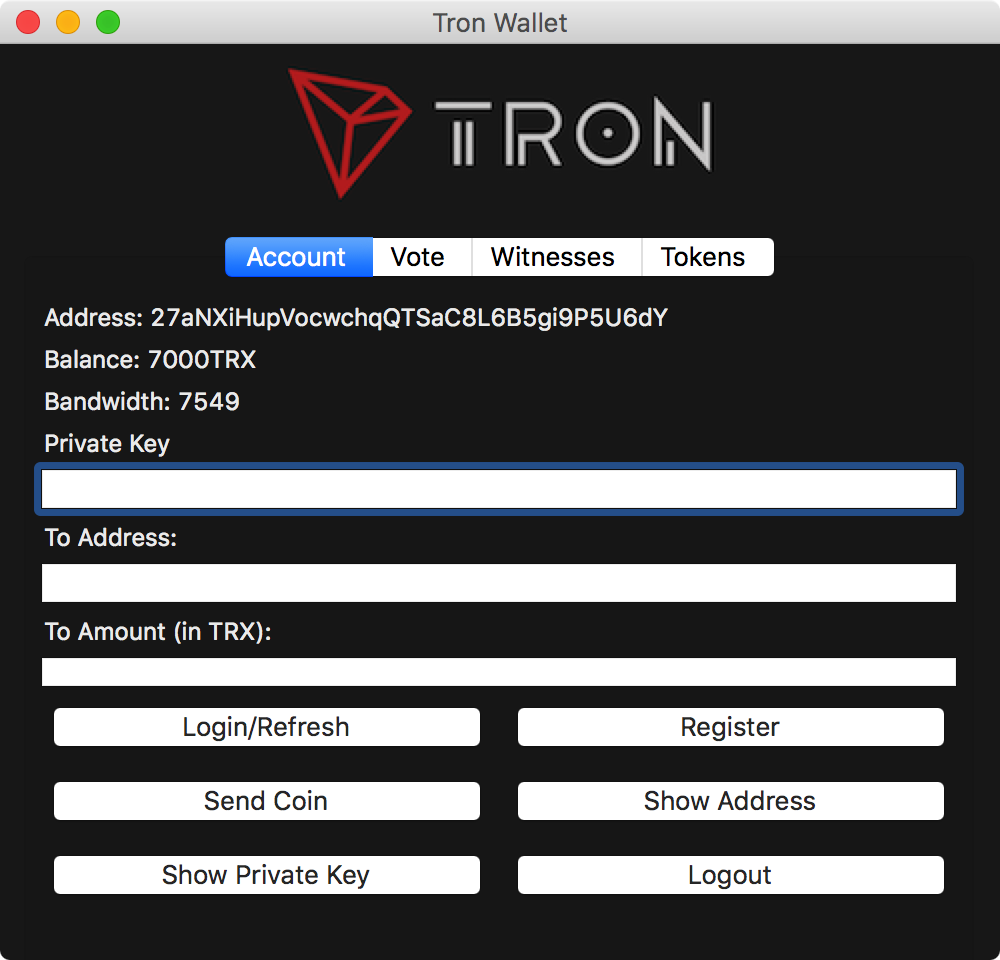 Tron Wallet
TRON
Account Vote Witnesses Tokens
Address: 27aNXiHupVocwchqQTSaC8L6B5gi9P5U6dY
Balance: 7000TRX
Bandwidth: 7549
Private Key
To Address:
To Amount (in TRX):
Login/Refresh Register
Send Coin Show Address
Show Private Key Logout